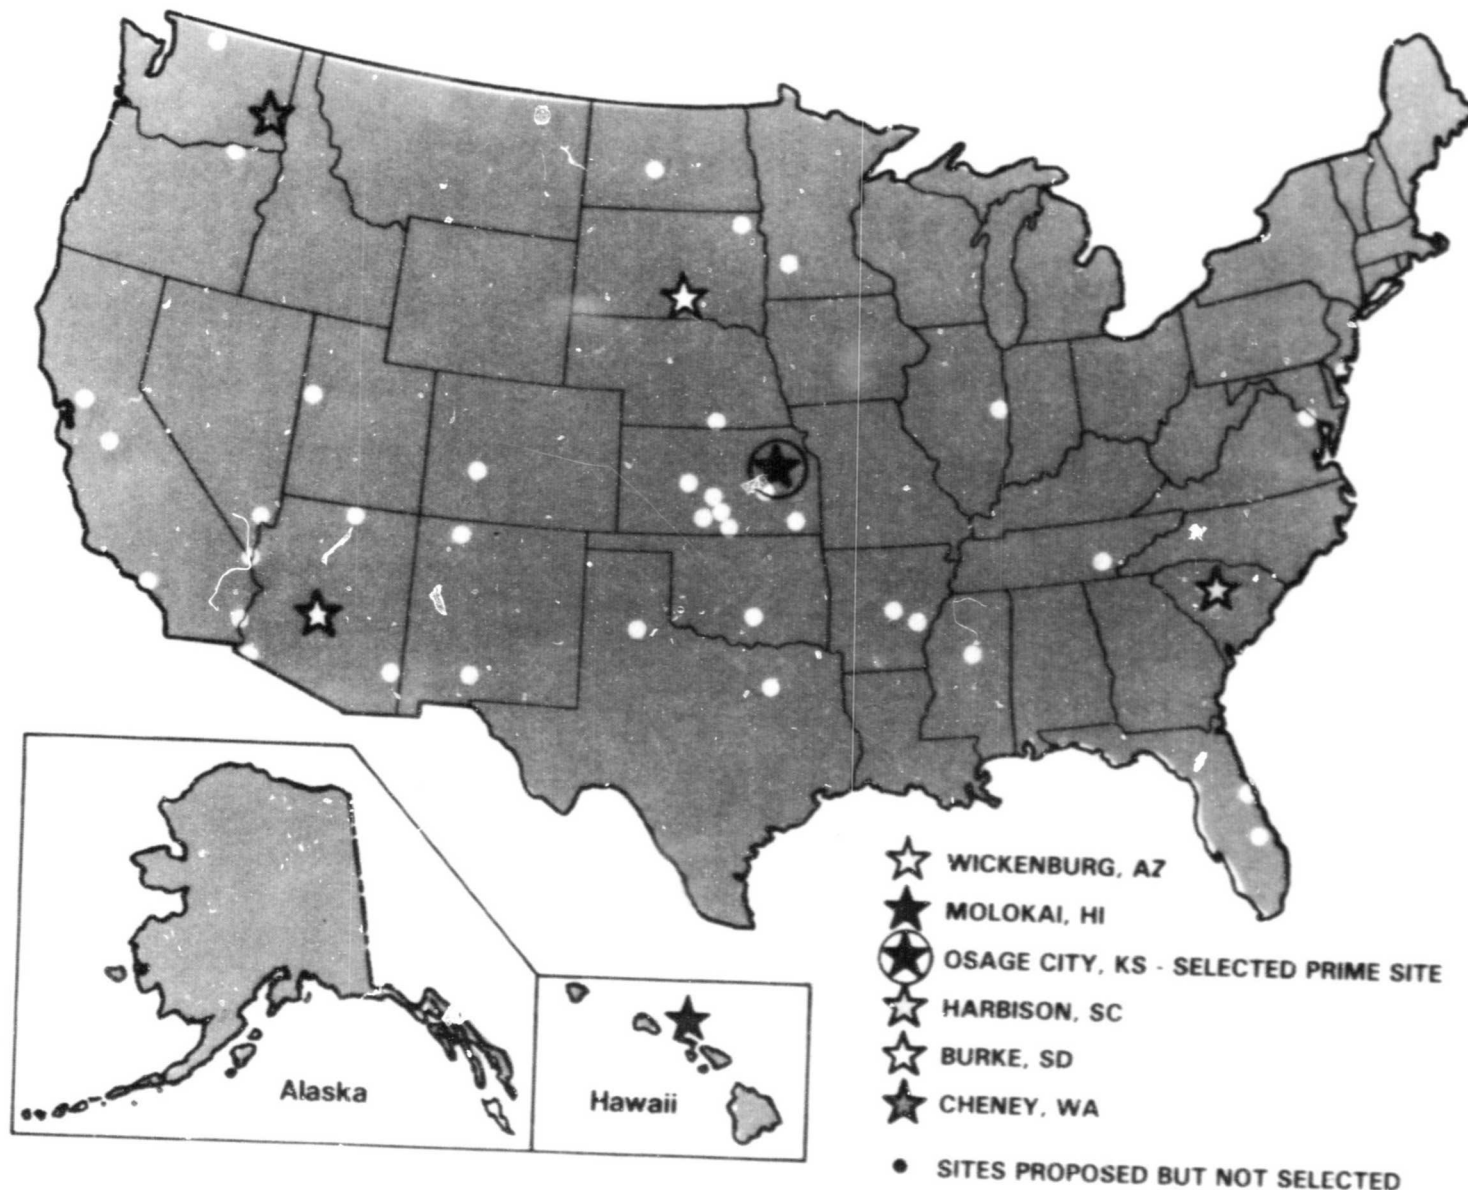 WICKENBURG, AZ
MOLOKAI, HI
OSAGE CITY, KS - SELECTED PRIME SITE
HARBISON, SC
BURKE, SD
CHENEY, WA
SITES PROPOSED BUT NOT SELECTED
Alaska
Hawaii